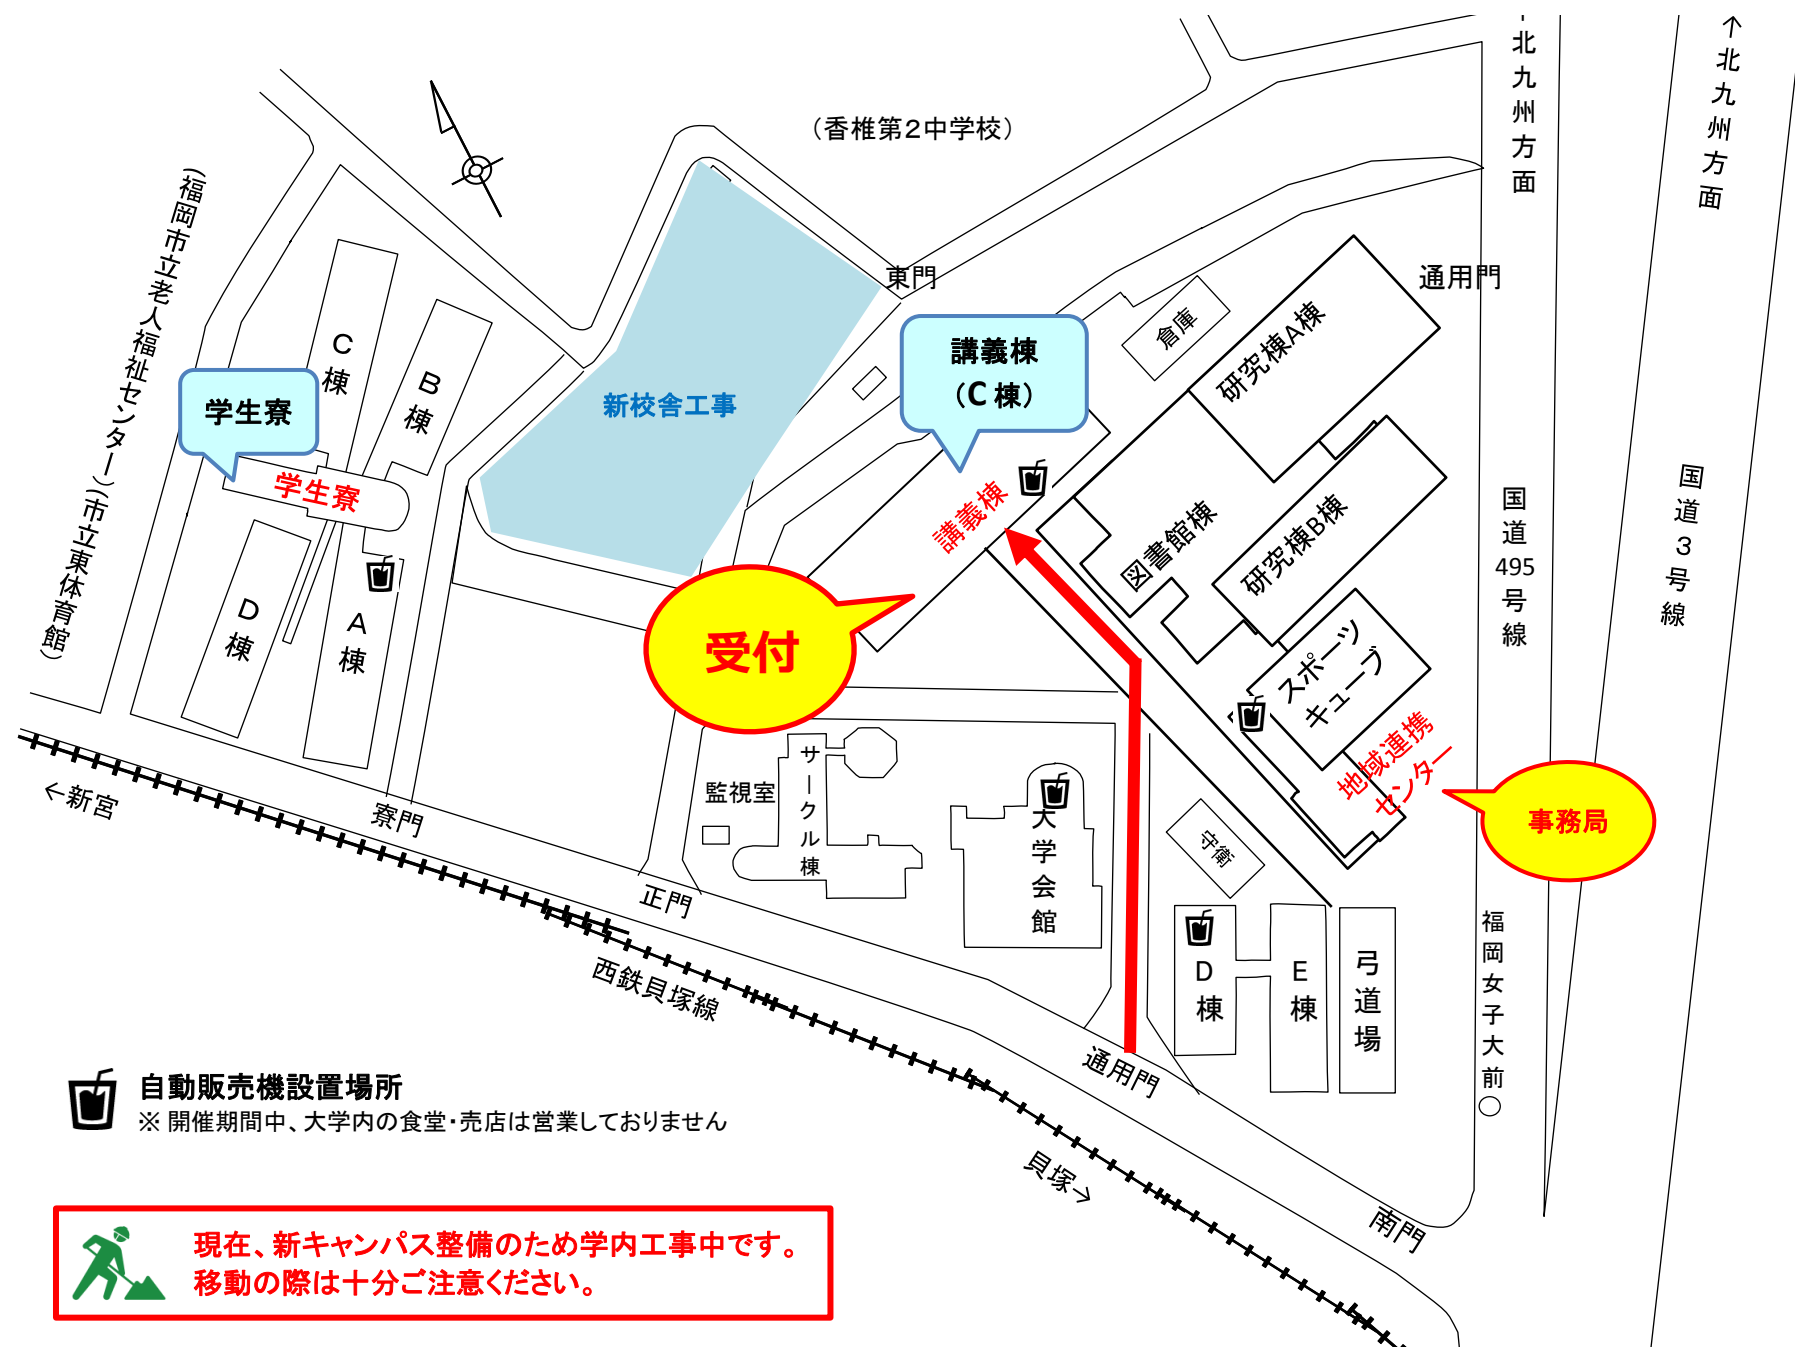 ↑北九州方面
↑北九州方面
（香椎第２中学校）
（福岡市立老人福祉センター）（市立東体育館）
東門
通用門
倉庫
研究棟A棟
C棟
B棟
学生寮
新校舎工事
講義棟
（C 棟）
学生寮
講義棟
図書館棟
研究棟B棟
国道495号線
国道３号線
D棟
A棟
受付
スポーツ
キューブ
地域連携
センター
事務局
監視室
サークル棟
大学会館
守衛
←新宮
寮門
正門
西鉄貝塚線
D棟
E棟
弓道場
福岡女子大前○
通用門
貝塚→
南門
自動販売機設置場所
※ 開催期間中、大学内の食堂・売店は営業しておりません
現在、新キャンパス整備のため学内工事中です。
移動の際は十分ご注意ください。